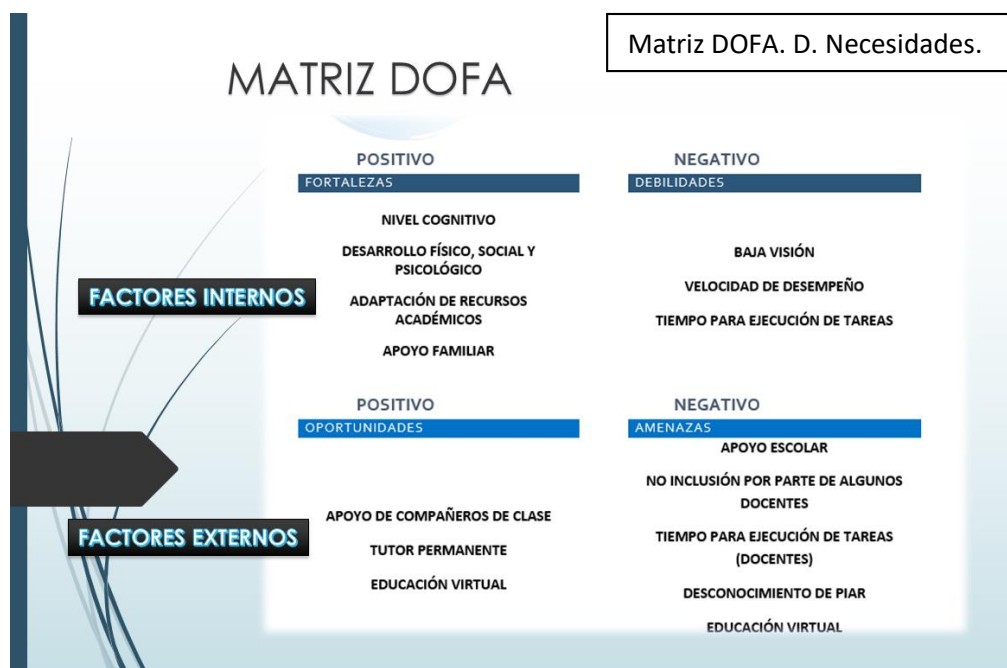 Matriz DOFA. D. Necesidades.
MATRIZ DOFA
POSITIVO
NEGATIVO
FORTALEZAS
DEBILIDADES
FACTORES INTERNOS
NIVEL COGNITIVO
DESARROLLO FÍSICO, SOCIAL Y
PSICOLÓGICO
ADAPTACIÓN DE RECURSOS
ACADÉMICOS
APOYO FAMILIAR
BAJA VISIÓN
VELOCIDAD DE DESEMPEÑO
TIEMPO PARA EJECUCIÓN DE TAREAS
POSITIVO
NEGATIVO
OPORTUNIDADES
AMENAZAS
FACTORES EXTERNOS
APOYO DE COMPAÑEROS DE CLASE
TUTOR PERMANENTE
EDUCACIÓN VIRTUAL
APOYO ESCOLAR
NO INCLUSIÓN POR PARTE DE ALGUNOS
DOCENTES
TIEMPO PARA EJECUCIÓN DE TAREAS
(DOCENTES)
DESCONOCIMIENTO DE PIAR
EDUCACIÓN VIRTUAL